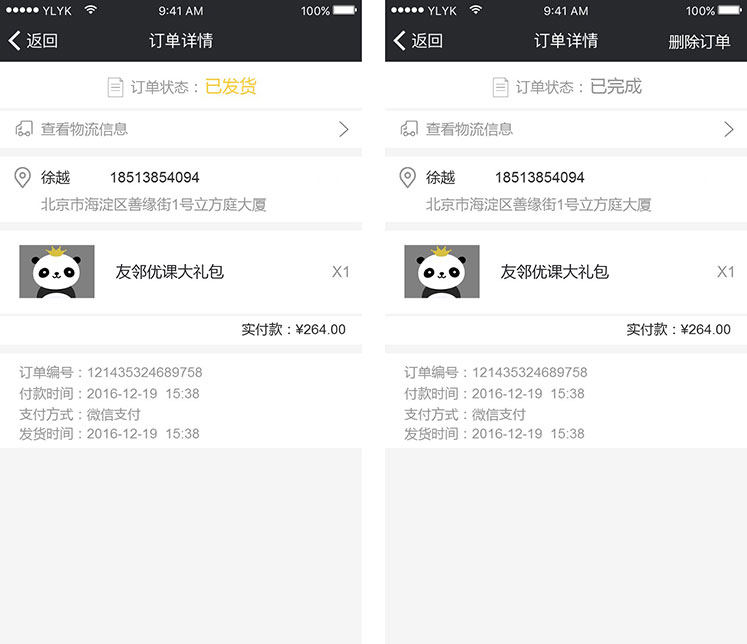 YLYK 9:41 AM 100%
返回 订单详情
订单状态：已发货
查看物流信息
徐越 18513854094
北京市海淀区善缘街1号立方庭大厦
友邻优课大礼包 X1
实付款：¥264.00
订单编号：121435324689758
付款时间：2016-12-19 15:38
支付方式：微信支付
发货时间：2016-12-19 15:38
YLYK 9:41 AM 100%
返回 订单详情 删除订单
订单状态：已完成
查看物流信息
徐越 18513854094
北京市海淀区善缘街1号立方庭大厦
友邻优课大礼包 X1
实付款：¥264.00
订单编号：121435324689758
付款时间：2016-12-19 15:38
支付方式：微信支付
发货时间：2016-12-19 15:38